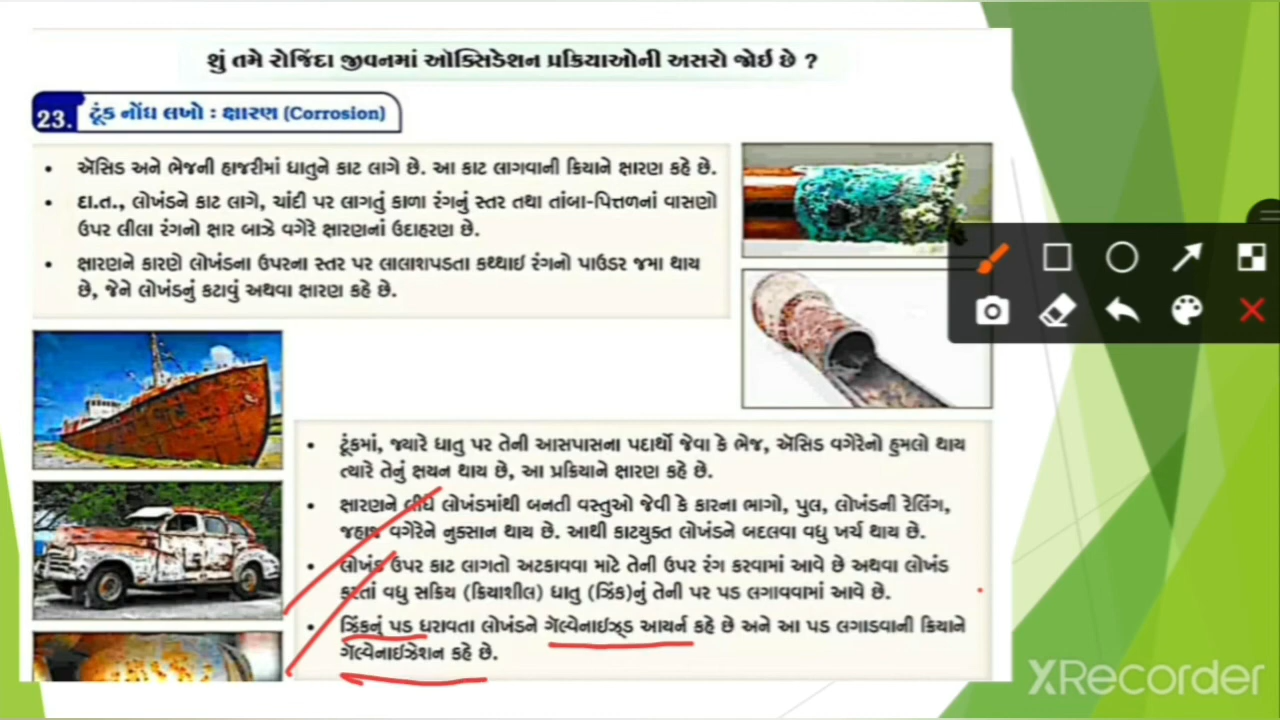 શું તમે રોજિંદા જીવનમાં ઑક્સિડેશન પ્રક્રિયાઓની અસરો જોઈ છે ?
23. ટૂંક નોંધ લખો : ક્ષારણ (Corrosion)
• ઍસિડ અને ભેજની હાજરીમાં ધાતુને કાટ લાગે છે. આ કાટ લાગવાની ક્રિયાને ક્ષારણ કહે છે.
• દા.ત., લોખંડને કાટ લાગે, ચાંદી પર લાગતું કાળા રંગનું સ્તર તથા તાંબા-પિત્તળનાં વાસણો
ઉપર લીલા રંગનો ક્ષાર બાઝે વગેરે ક્ષારણનાં ઉદાહરણ છે.
• ક્ષારણને કારણે લોખંડના ઉપરના સ્તર પર લાલાશપડતા કથ્થાઈ રંગનો પાઉડર જમા થાય
છે, જેને લોખંડનું કટાવું અથવા ક્ષારણ કહે છે.
• ટૂંકમાં, જ્યારે ધાતુ પર તેની આસપાસના પદાર્થો જેવા કે ભેજ, ઍસિડ વગેરેનો હુમલો થાય
ત્યારે તેનું ક્ષયન થાય છે, આ પ્રક્રિયાને ક્ષારણ કહે છે.
• ક્ષારણને લીધે લોખંડમાંથી બનતી વસ્તુઓ જેવી કે કારના ભાગો, પુલ, લોખંડની રેલિંગ,
જહાજ વગેરેને નુક્સાન થાય છે. આથી કાટયુક્ત લોખંડને બદલવા વધુ ખર્ચ થાય છે.
• લોખંડ ઉપર કાટ લાગતો અટકાવવા માટે તેની ઉપર રંગ કરવામાં આવે છે અથવા લોખંડ
કરતાં વધુ સક્રિય (ક્રિયાશીલ) ધાતુ (ઝિંક)નું તેની પર પડ લગાવવામાં આવે છે.
• ઝિંકનું પડ ધરાવતા લોખંડને ગૅલ્વેનાઈઝ્ડ આયર્ન કહે છે અને આ પડ લગાડવાની ક્રિયાને
ગૅલ્વેનાઈઝેશન કહે છે.
XRecorder